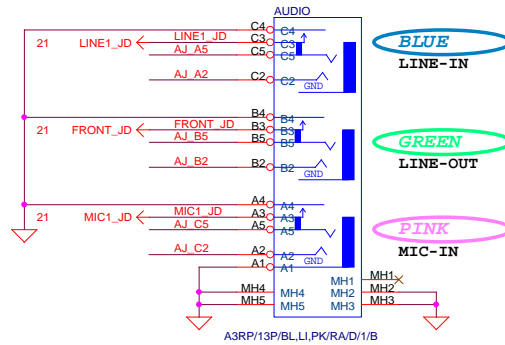 AUDIO
C4 C4
21 LINE1_JD LINE1_JD C3 C3
AJ_A5 C5 C5
BLUE
LINE-IN
AJ_A2 C2 C2
GND
B4 B4
21 FRONT_JD FRONT_JD B3 B3
AJ_B5 B5 B5
GREEN
LINE-OUT
AJ_B2 B2 B2
GND
A4 A4
21 MIC1_JD MIC1_JD A3 A3
AJ_C5 A5 A5
PINK
MIC-IN
AJ_C2 A2 A2
GND
A1 A1
MH1 MH1
MH4 MH4 MH2 MH2
MH5 MH5 MH3 MH3
A3RP/13P/BL,LI,PK/RA/D/1/B